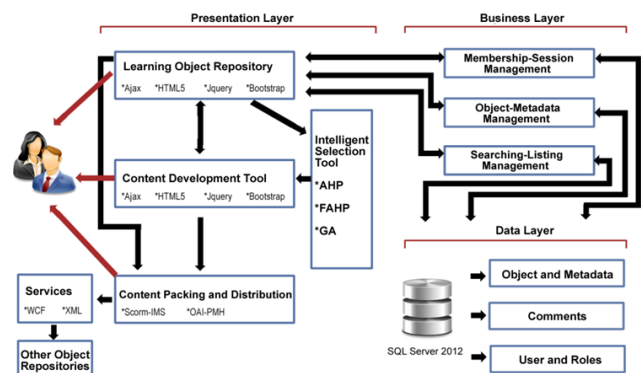 Presentation Layer
Business Layer
Learning Object Repository
*Ajax *HTML5 *Jquery *Bootstrap
Membership-Session
Management
Object-Metadata
Management
Searching-Listing
Management
Intelligent
Selection
Tool
*AHP
*FAHP
*GA
Content Development Tool
*Ajax *HTML5 *Jquery *Bootstrap
Content Packing and Distribution
*Scorm-IMS *OAI-PMH
Services
*WCF *XML
Other Object
Repositories
Data Layer
SQL Server 2012
Object and Metadata
Comments
User and Roles